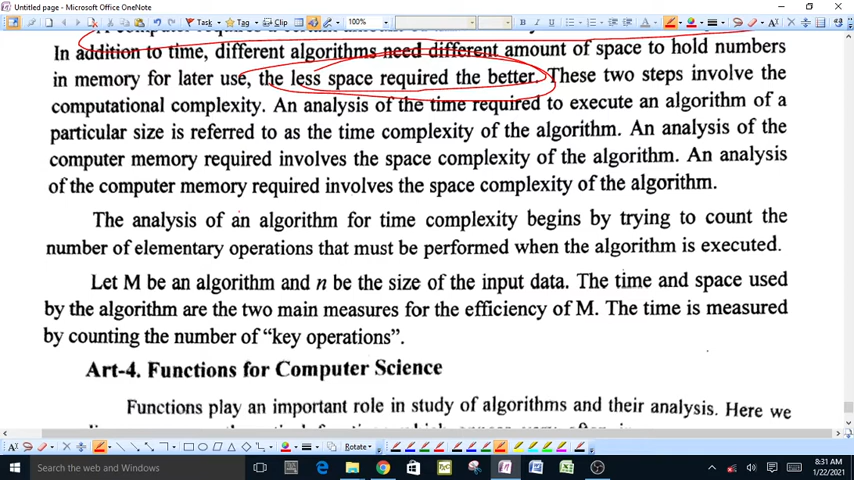 Untitled page - Microsoft Office OneNote
Task
Tag
Clip
100%
In addition to time, different algorithms need different amount of space to hold numbers
in memory for later use, the less space required the better. These two steps involve the
computational complexity. An analysis of the time required to execute an algorithm of a
particular size is referred to as the time complexity of the algorithm. An analysis of the
computer memory required involves the space complexity of the algorithm. An analysis
of the computer memory required involves the space complexity of the algorithm.
The analysis of an algorithm for time complexity begins by trying to count the
number of elementary operations that must be performed when the algorithm is executed.
Let M be an algorithm and n be the size of the input data. The time and space used
by the algorithm are the two main measures for the efficiency of M. The time is measured
by counting the number of “key operations”.
Art-4. Functions for Computer Science
Functions play an important role in study of algorithms and their analysis. Here we
Rotate
Search the web and Windows
8:31 AM
1/22/2021